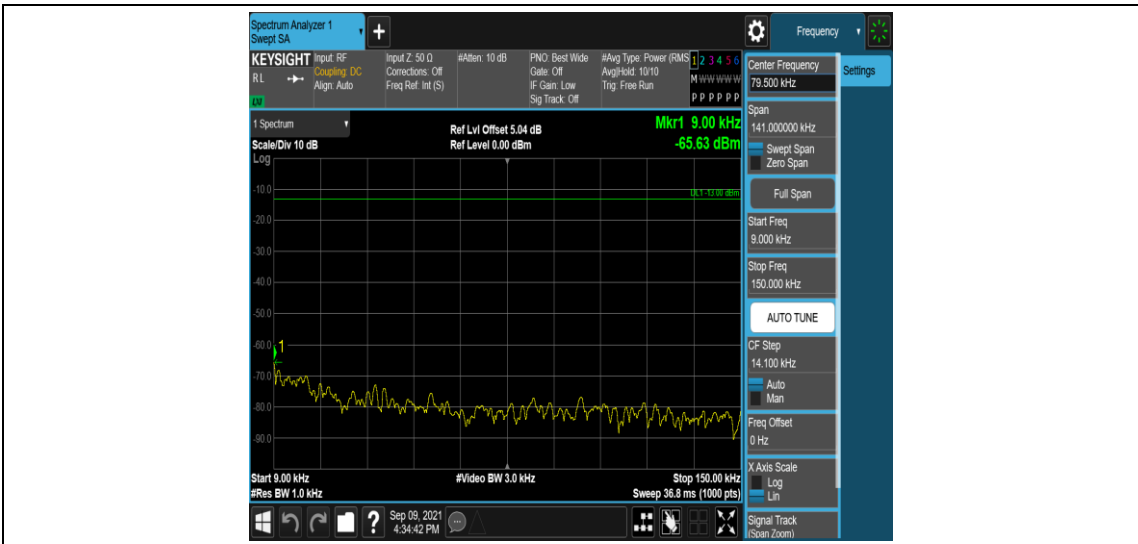 Spectrum Analyzer 1
Swept SA
+
Frequency
KEYSIGHT
RL
LXI
Input: RF
Coupling: DC
Align: Auto
Input Z: 50 Ω
Corrections: Off
Freq Ref: Int (S)
#Atten: 10 dB
PNO: Best Wide
Gate: Off
IF Gain: Low
Sig Track: Off
#Avg Type: Power (RMS
Avg|Hold: 10/10
Trig: Free Run
1 2 3 4 5 6
M W W W W W
P P P P P P
Center Frequency
79.500 kHz
Settings
1 Spectrum
Scale/Div 10 dB
Log
Ref Lvl Offset 5.04 dB
Ref Level 0.00 dBm
Mkr1 9.00 kHz
-65.63 dBm
DL1 -13.00 dBm
-10.0
-20.0
-30.0
-40.0
-50.0
-60.0
-70.0
-80.0
-90.0
1
Start 9.00 kHz
#Res BW 1.0 kHz
#Video BW 3.0 kHz
Stop 150.00 kHz
Sweep 36.8 ms (1000 pts)
Span
141.000000 kHz
Swept Span
Zero Span
Full Span
Start Freq
9.000 kHz
Stop Freq
150.000 kHz
AUTO TUNE
CF Step
14.100 kHz
Auto
Man
Freq Offset
0 Hz
X Axis Scale
Log
Lin
Signal Track
(Span Zoom)
?
Sep 09, 2021
4:34:42 PM